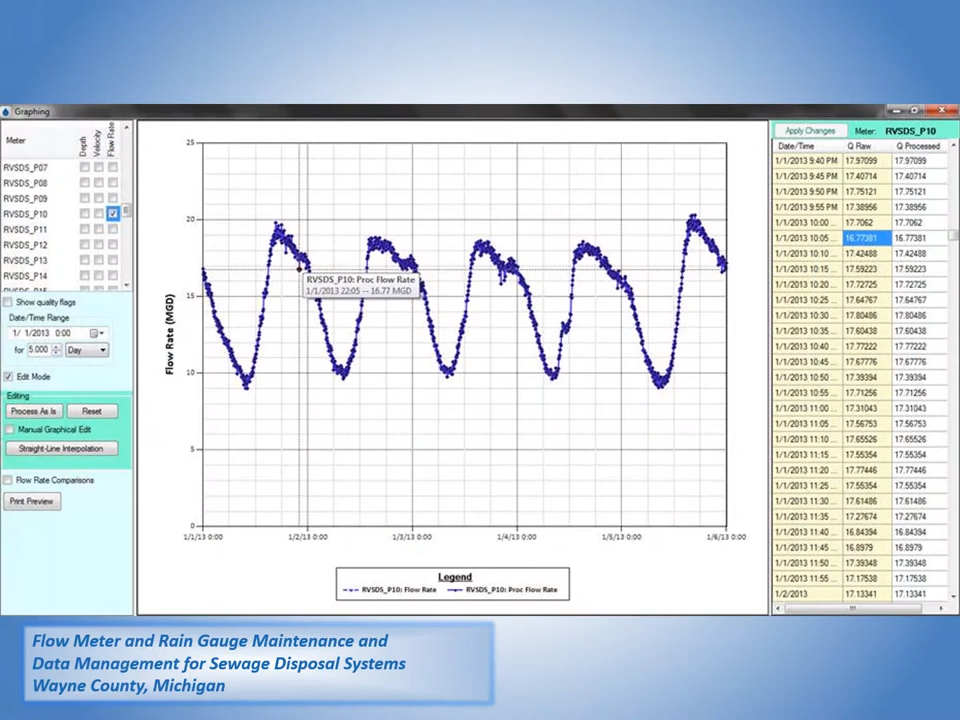 Graphing
Meter
Depth
Velocity
Flow Rate
RVSDS_P07
RVSDS_P08
RVSDS_P09
RVSDS_P10
RVSDS_P11
RVSDS_P12
RVSDS_P13
RVSDS_P14
Show quality flags
Date/Time Range
1/ 1/2013 0:00
for 5.000 Day
Edit Mode
Editing
Process As Is Reset
Manual Graphical Edit
Straight-Line Interpolation
Flow Rate Comparisons
Print Preview
Flow Rate (MGD)
25
20
15
10
5
0
1/1/13 0:00 1/2/13 0:00 1/3/13 0:00 1/4/13 0:00 1/5/13 0:00 1/6/13 0:00
RVSDS_P10: Proc Flow Rate
1/1/2013 22:05 -- 16.77 MGD
Legend
RVSDS_P10: Flow Rate RVSDS_P10: Proc Flow Rate
Apply Changes Meter: RVSDS_P10
Date/Time Q Raw Q Processed
1/1/2013 9:40 PM 17.97099 17.97099
1/1/2013 9:45 PM 17.40714 17.40714
1/1/2013 9:50 PM 17.75121 17.75121
1/1/2013 9:55 PM 17.38956 17.38956
1/1/2013 10:00 ... 17.7062 17.7062
1/1/2013 10:05 ... 16.77381 16.77381
1/1/2013 10:10 ... 17.42488 17.42488
1/1/2013 10:15 ... 17.59223 17.59223
1/1/2013 10:20 ... 17.72725 17.72725
1/1/2013 10:25 ... 17.64767 17.64767
1/1/2013 10:30 ... 17.80486 17.80486
1/1/2013 10:35 ... 17.60438 17.60438
1/1/2013 10:40 ... 17.77222 17.77222
1/1/2013 10:45 ... 17.67776 17.67776
1/1/2013 10:50 ... 17.39394 17.39394
1/1/2013 10:55 ... 17.71256 17.71256
1/1/2013 11:00 ... 17.31043 17.31043
1/1/2013 11:05 ... 17.56753 17.56753
1/1/2013 11:10 ... 17.65526 17.65526
1/1/2013 11:15 ... 17.55354 17.55354
1/1/2013 11:20 ... 17.77446 17.77446
1/1/2013 11:25 ... 17.55354 17.55354
1/1/2013 11:30 ... 17.61486 17.61486
1/1/2013 11:35 ... 17.27674 17.27674
1/1/2013 11:40 ... 16.84394 16.84394
1/1/2013 11:45 ... 16.8979 16.8979
1/1/2013 11:50 ... 17.39348 17.39348
1/1/2013 11:55 ... 17.17538 17.17538
1/2/2013 17.13341 17.13341
Flow Meter and Rain Gauge Maintenance and
Data Management for Sewage Disposal Systems
Wayne County, Michigan